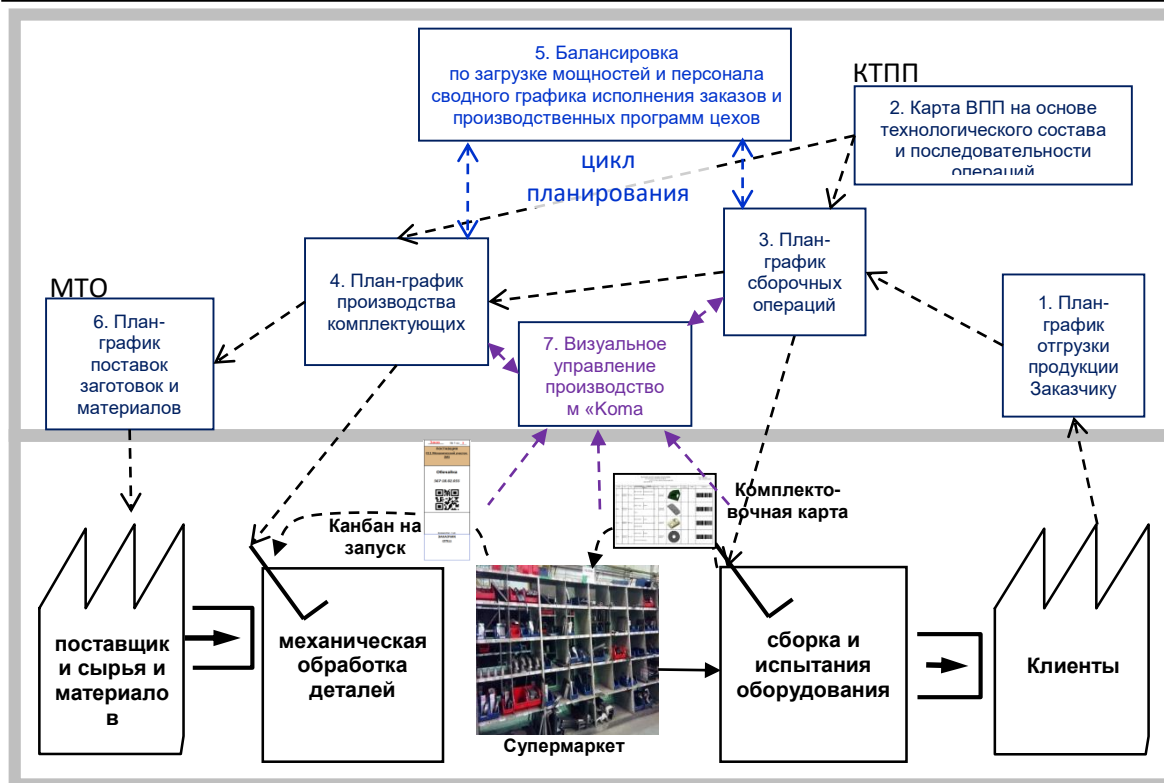 5. Балансировка
по загрузке мощностей и персонала
сводного графика исполнения заказов и
производственных программ цехов
КТПП
2. Карта ВПП на основе
технологического состава
и последовательности
операций
цикл
планирования
3. План-
график
сборочных
операций
4. План-график
производства
комплектующих
МТО
6. План-
график
поставок
заготовок и
материалов
1. План-
график
отгрузки
продукции
Заказчику
7. Визуальное
управление
производство
м «Koma
Обечайка
Канбан на
запуск
Комплекто-
вочная карта
поставщик
и сырья и
материало
в
механическая
обработка
деталей
Супермаркет
сборка и
испытания
оборудования
Клиенты